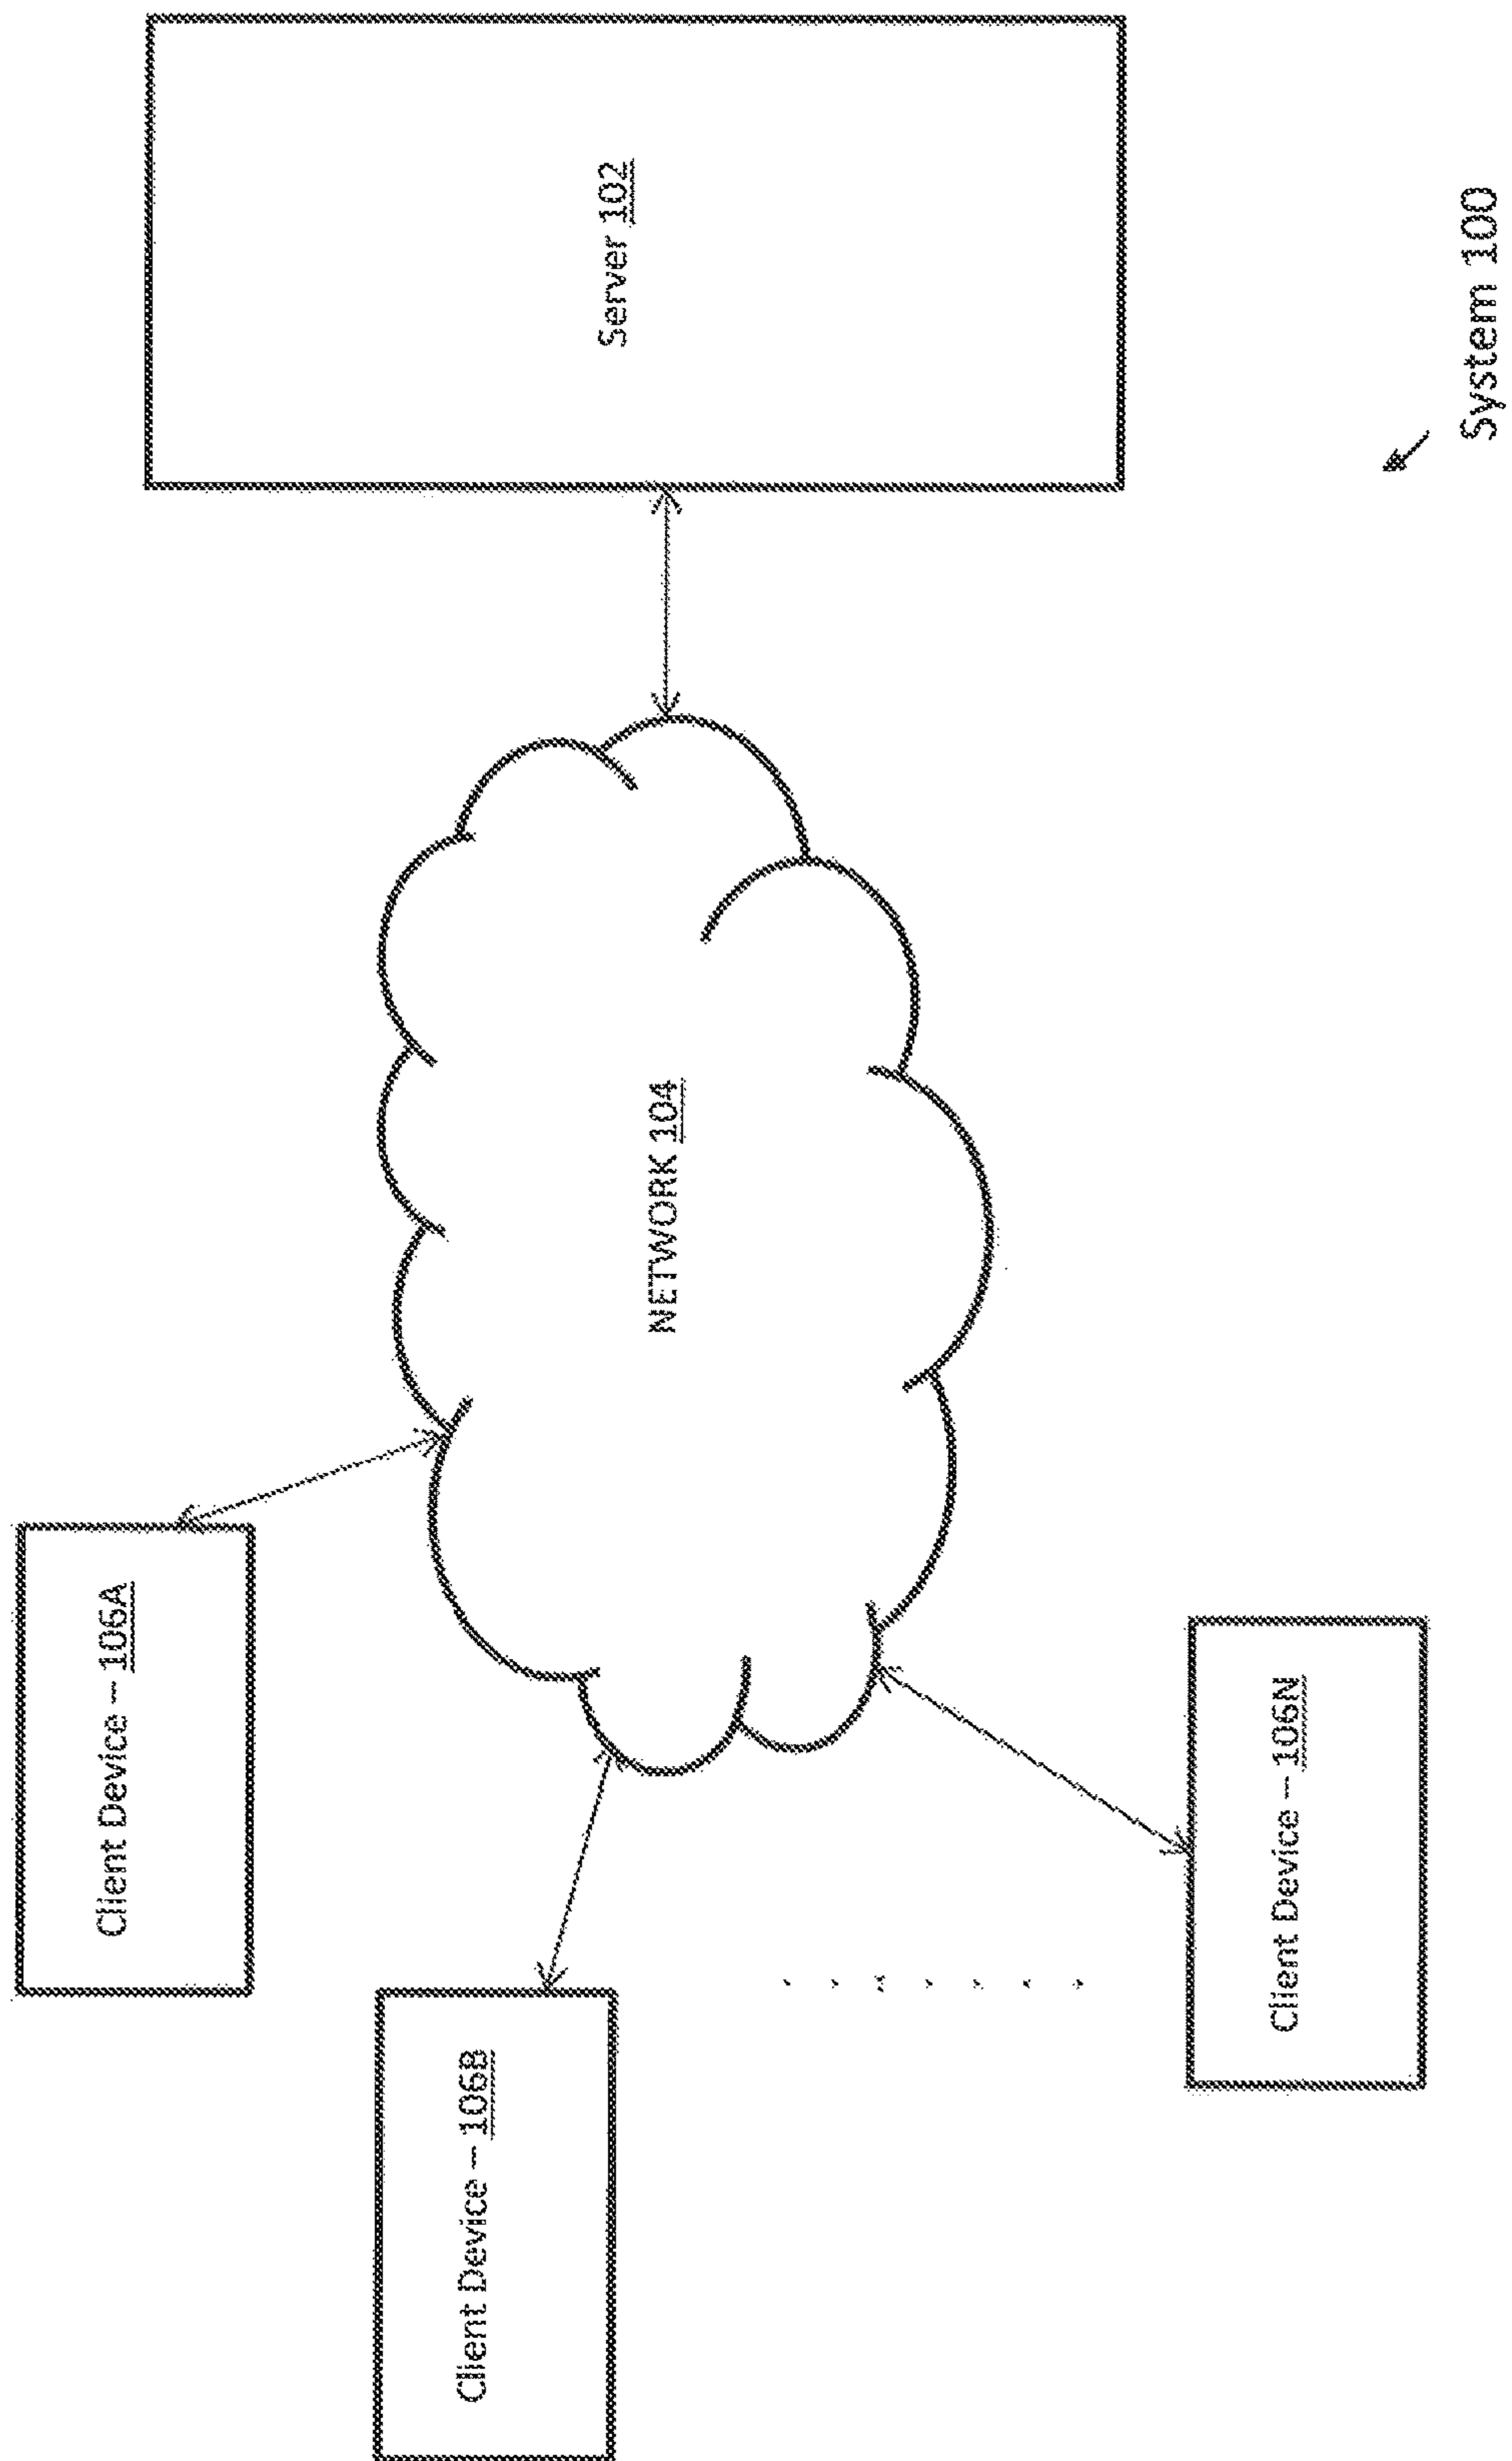 Client Device – 106A
Client Device – 106B
Client Device – 106N
NETWORK 104
Server 102
System 100